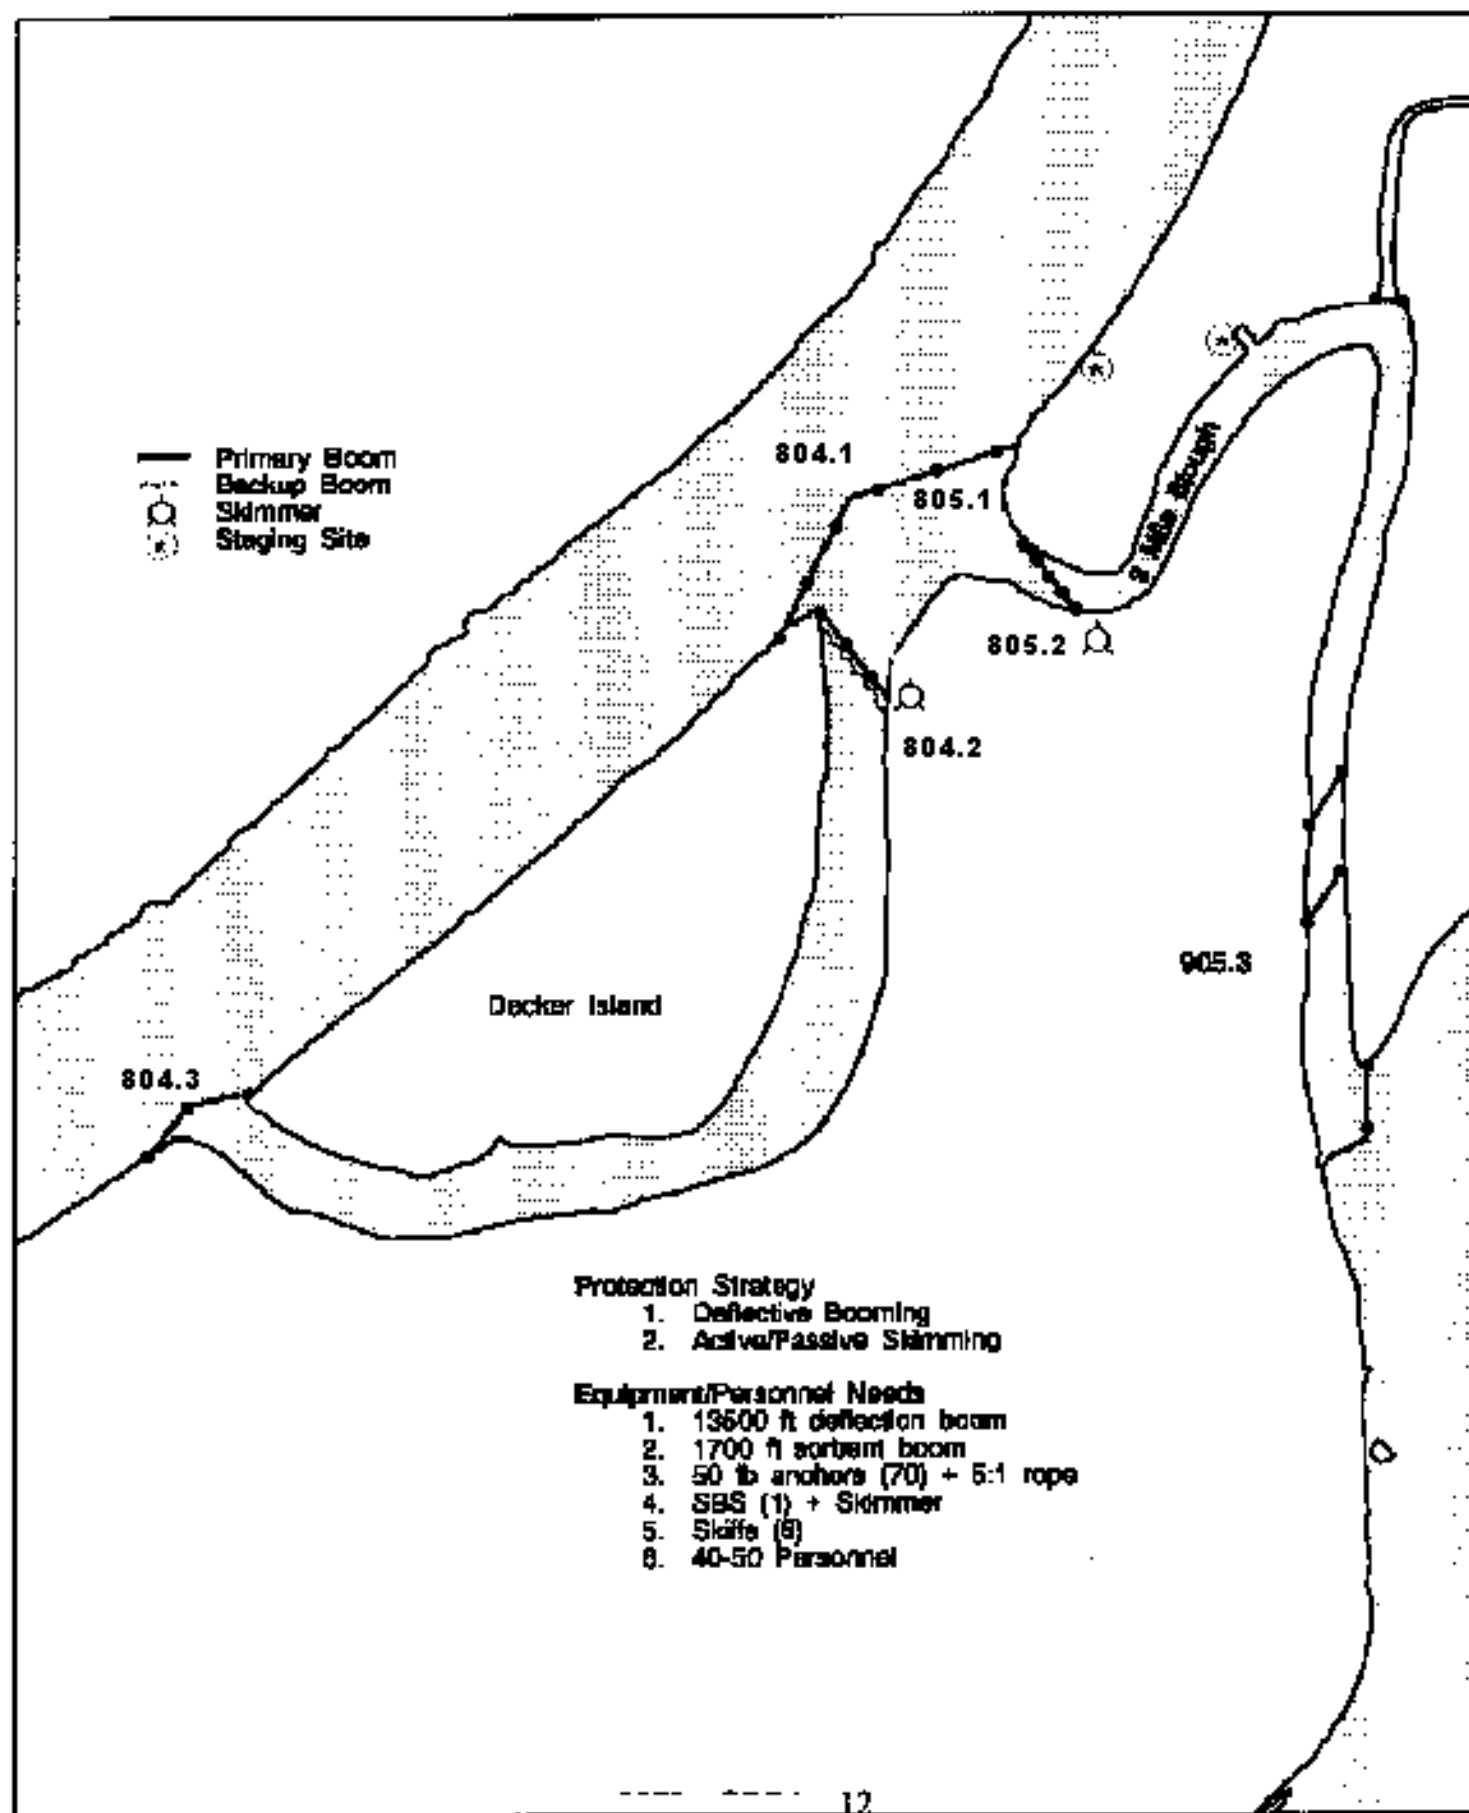 804.1
Primary Boom
Backup Boom
Skimmer
Staging Site
805.1
3 Mile Slough
805.2
804.2
905.3
Decker Island
804.3
Protection Strategy
1. Deflective Booming
2. Active/Passive Skimming
Equipment/Personnel Needs
1. 13500 ft deflection boom
2. 1700 ft sorbent boom
3. 50 lb anchors (70) + 5:1 rope
4. SBS (1) + Skimmer
5. Skiffs
6. 40-50 Personnel
12